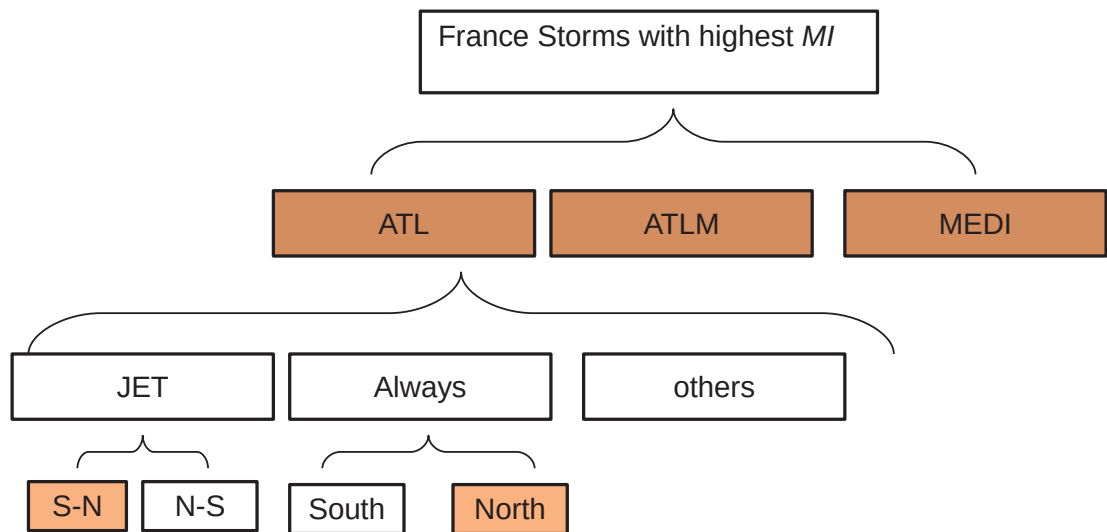 France Storms with highest MI
ATL
ATLM
MEDI
JET
Always
others
S-N
N-S
South
North